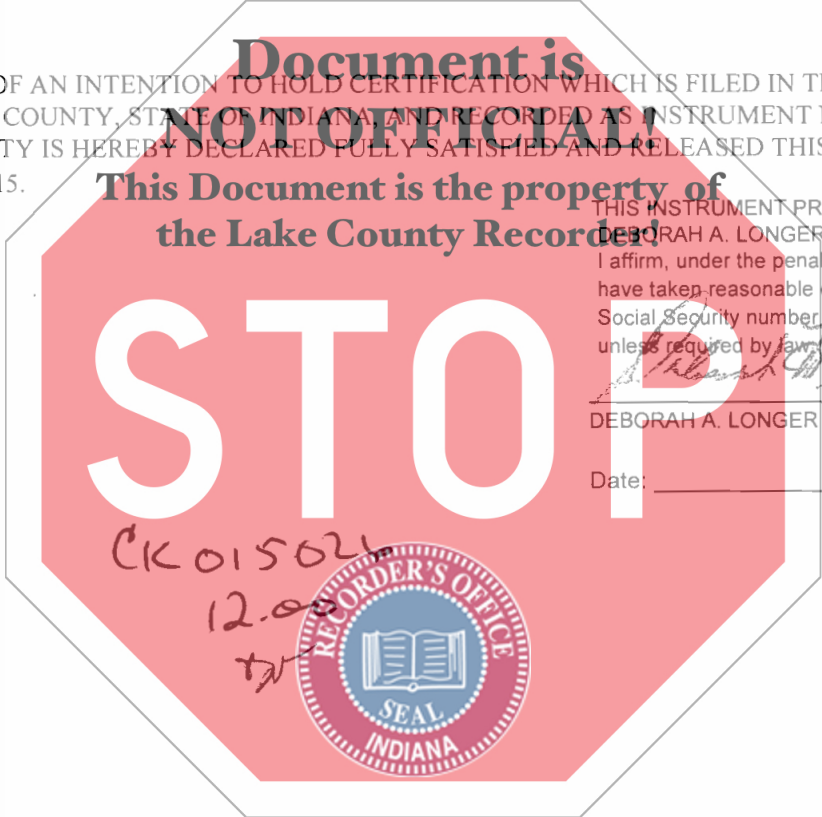 Document is
OF AN INTENTION TO HOLD CERTIFICATION WHICH IS FILED IN
COUNTY, STATE OF INDIANA, AND RECORDED AS INSTRUMENT
NOT OFFICIAL!
TY IS HEREBY DECLARED FULLY SATISFIED AND RELEASED THIS
15.
This Document is the property of
the Lake County Recorder!
THIS INSTRUMENT PR
DEBORAH A. LONGER
I affirm, under the penal
have taken reasonable
Social Security number
unless required by law.
STOP
DEBORAH A. LONGER
Date:
CK 015026
12.00
RECORDER'S OFFICE
SEAL
INDIANA